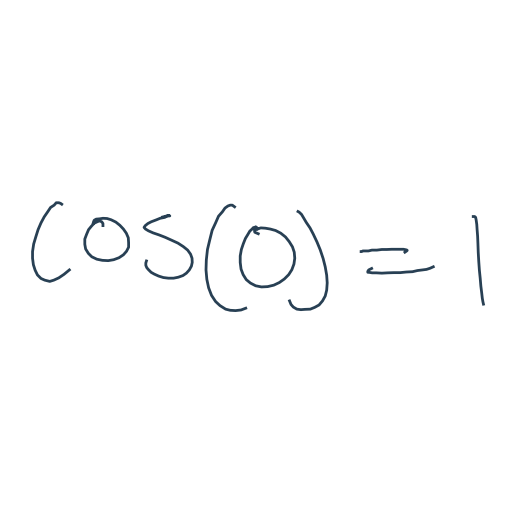 cos(0) = 1